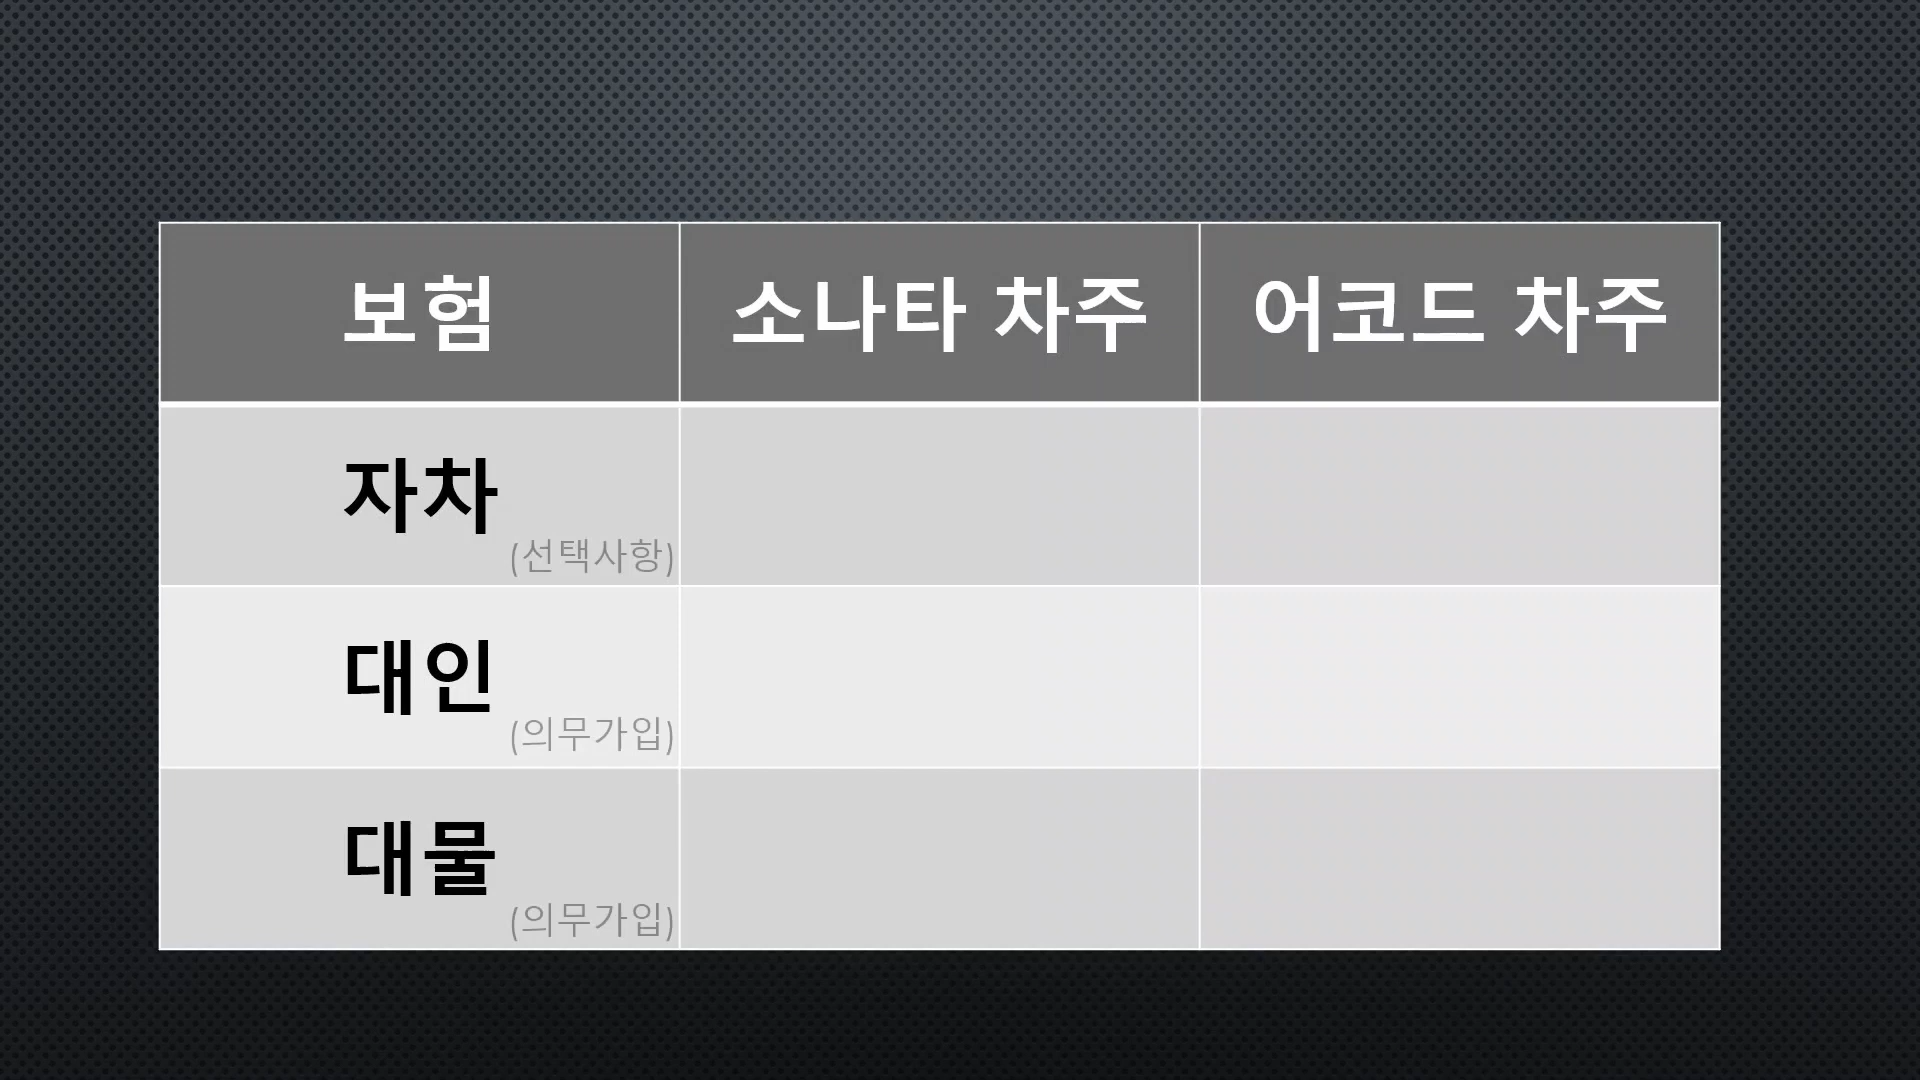 보험 소나타 차주 어코드 차주
자차
(선택사항)
대인
(의무가입)
대물
(의무가입)